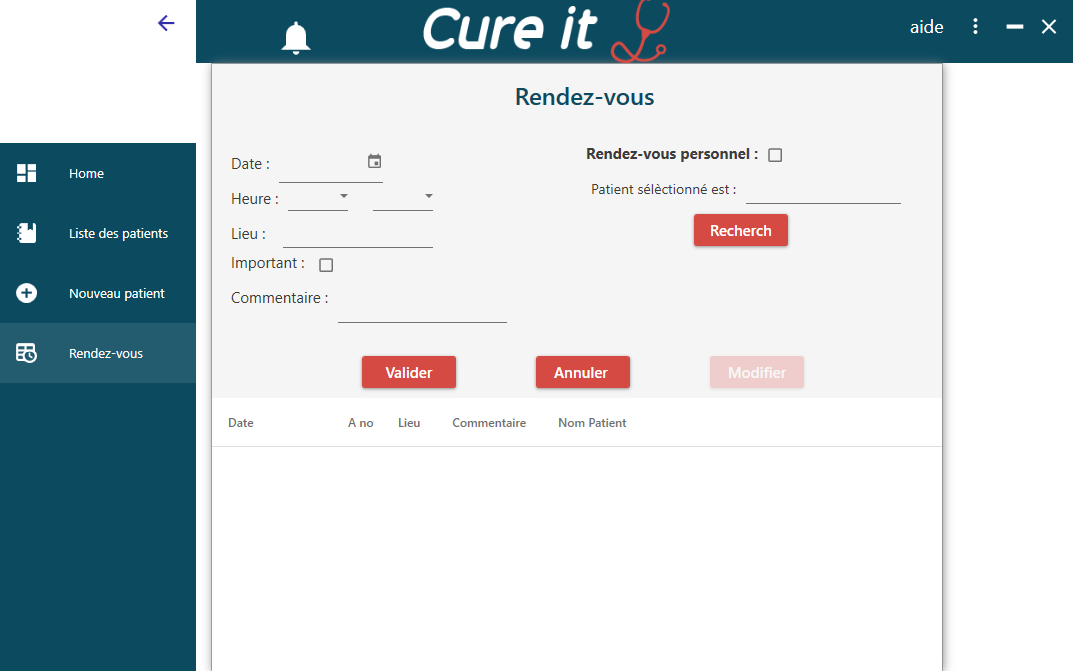 Cure it
aide
Home
Liste des patients
Nouveau patient
Rendez-vous
Rendez-vous
Date :
Heure :
Lieu :
Important :
Commentaire :
Rendez-vous personnel :
Patient sélèctionné est :
Recherch
Valider Annuler Modifier
Date A no Lieu Commentaire Nom Patient